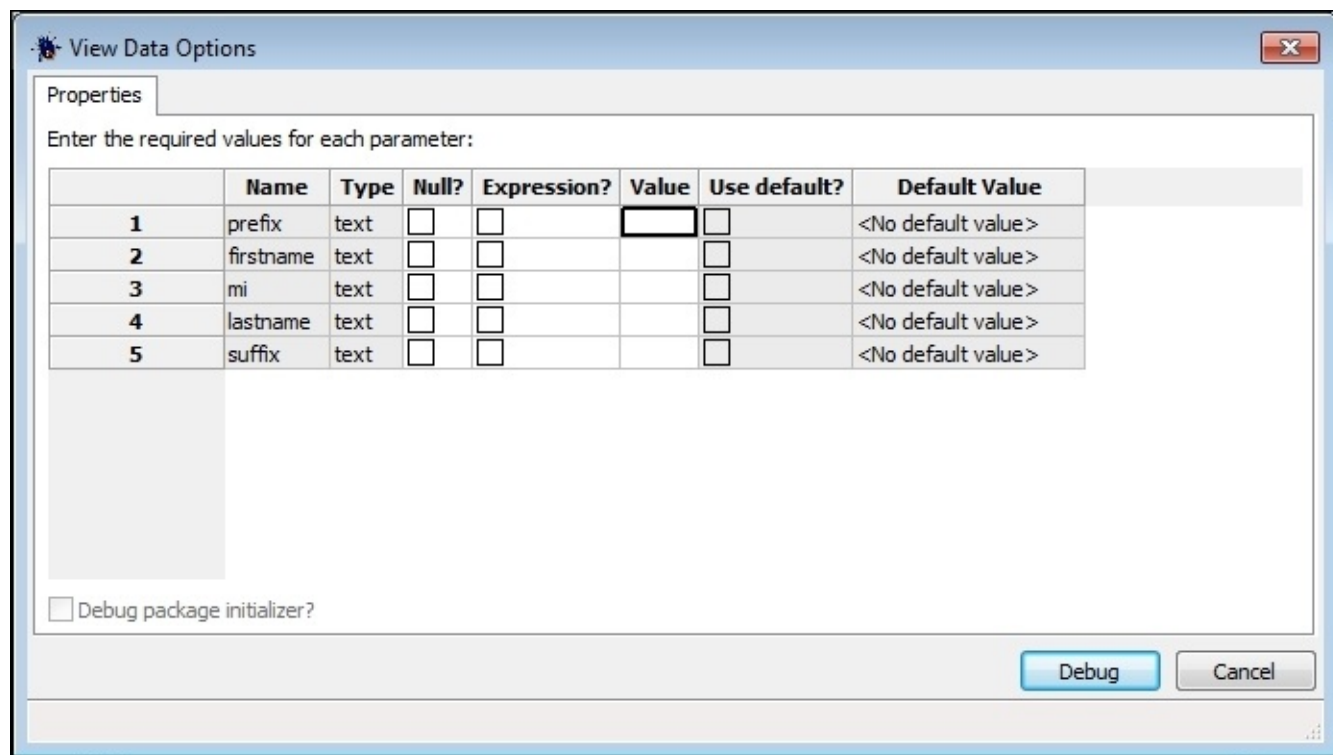 View Data Options
Properties
Enter the required values for each parameter:
Name Type Null? Expression? Value Use default? Default Value
1 prefix text <No default value>
2 firstname text <No default value>
3 mi text <No default value>
4 lastname text <No default value>
5 suffix text <No default value>
Debug package initializer?
Debug Cancel